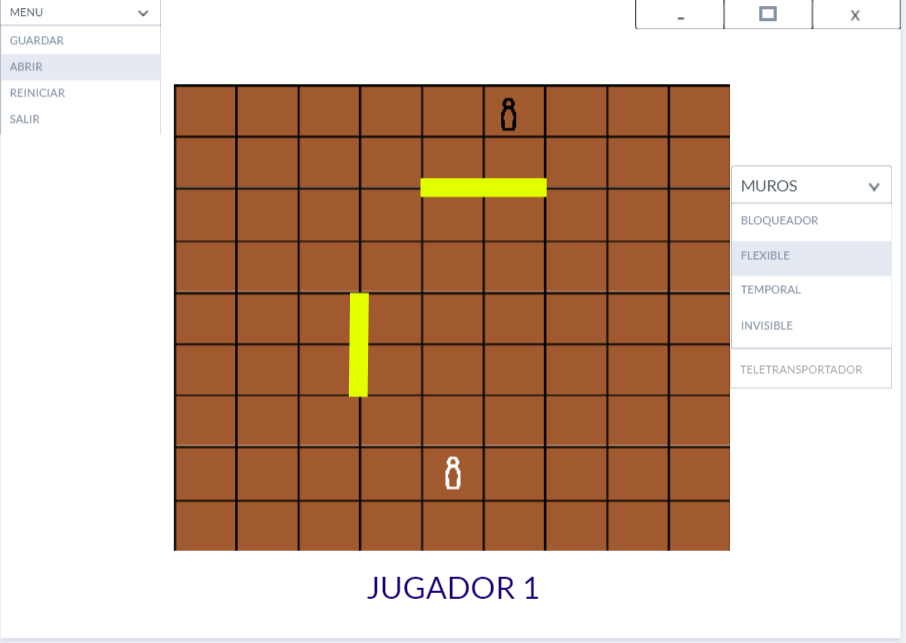 MENU
GUARDAR
ABRIR
REINICIAR
SALIR
- X
MUROS
BLOQUEADOR
FLEXIBLE
TEMPORAL
INVISIBLE
TELETRANSPORTADOR
JUGADOR 1